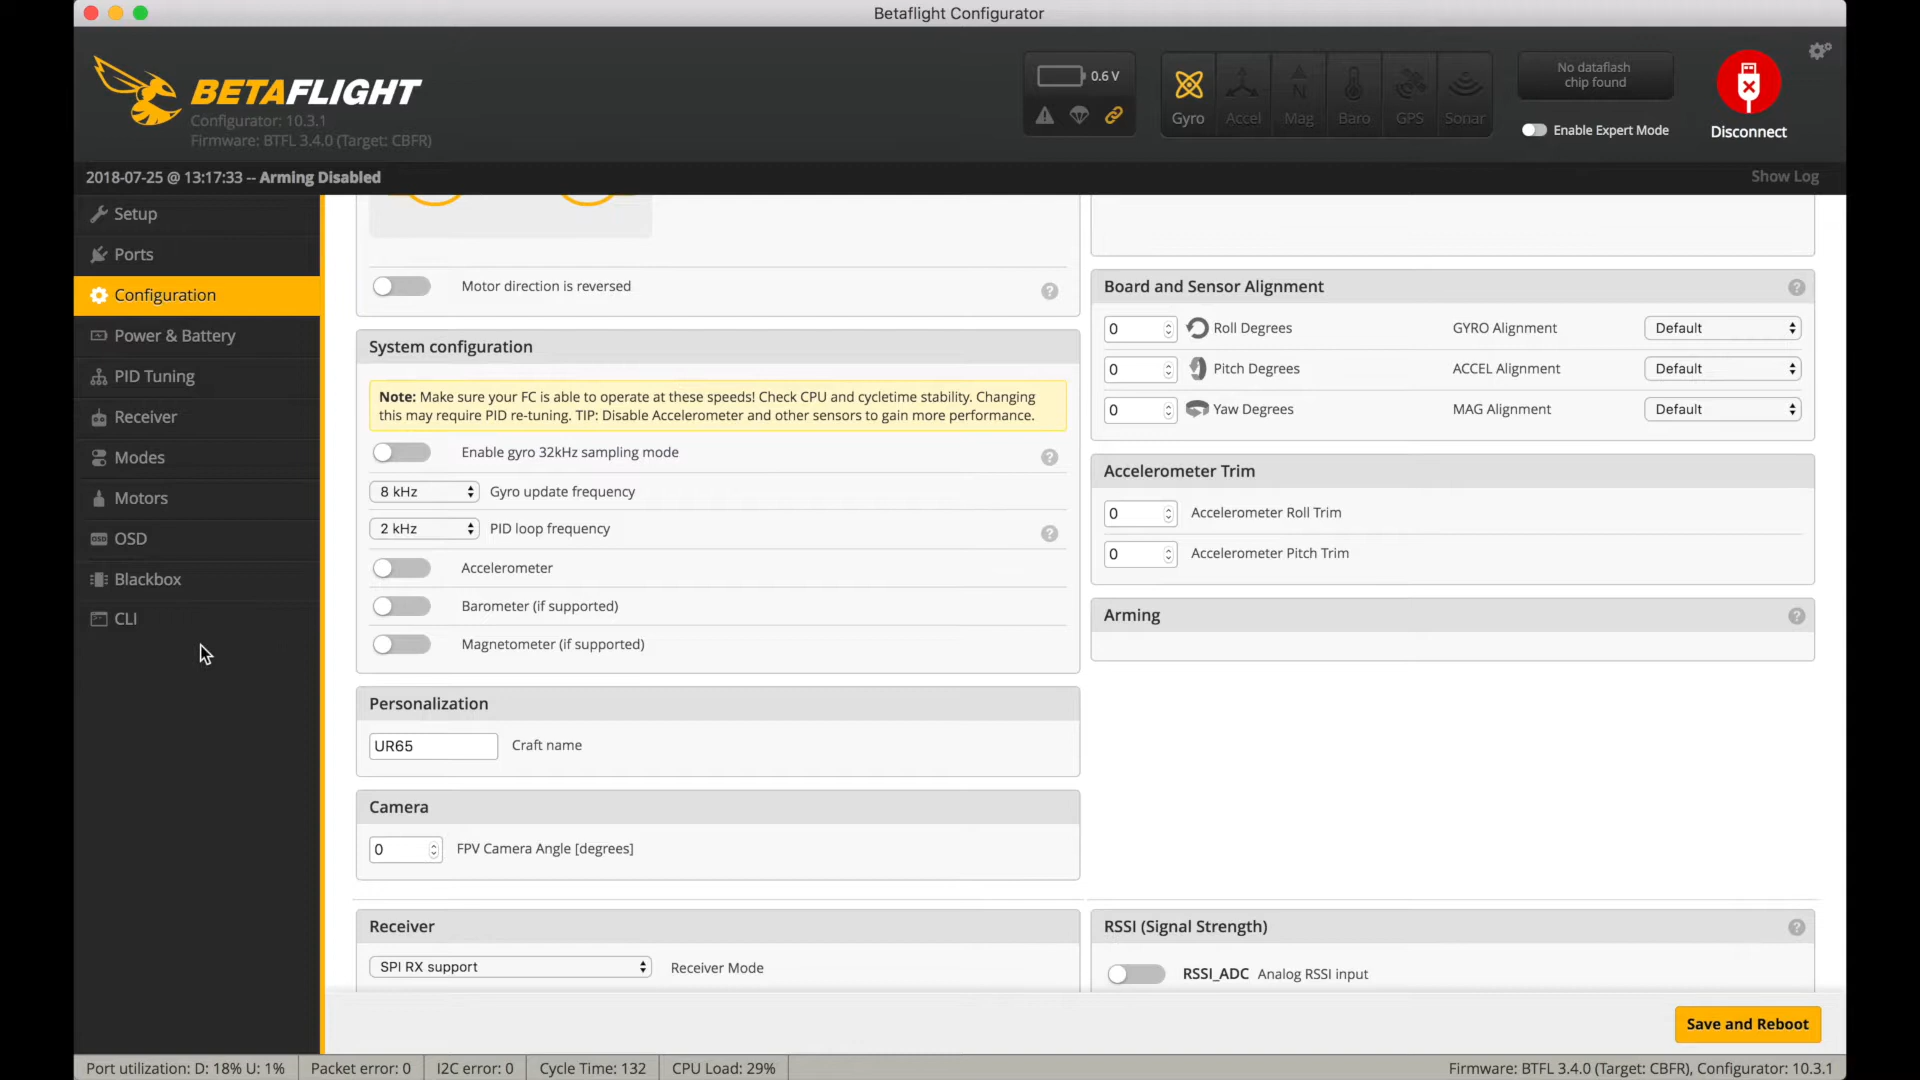 Betaflight Configurator
BETAFLIGHT
Configurator: 10.3.1
Firmware: BTFL 3.4.0 (Target: CBFR)
0.6 V
Gyro
Accel
Mag
Baro
GPS
Sonar
No dataflash
chip found
Enable Expert Mode
Disconnect
2018-07-25 @ 13:17:33 -- Arming Disabled
Show Log
Setup
Ports
Configuration
Power & Battery
PID Tuning
Receiver
Modes
Motors
OSD OSD
Blackbox
CLI
Motor direction is reversed ?
System configuration
Note: Make sure your FC is able to operate at these speeds! Check CPU and cycletime stability. Changing
this may require PID re-tuning. TIP: Disable Accelerometer and other sensors to gain more performance.
Enable gyro 32kHz sampling mode ?
8 kHz Gyro update frequency
2 kHz PID loop frequency ?
Accelerometer
Barometer (if supported)
Magnetometer (if supported)
Personalization
UR65 Craft name
Camera
0 FPV Camera Angle [degrees]
Receiver
SPI RX support Receiver Mode
Board and Sensor Alignment ?
0 Roll Degrees GYRO Alignment Default
0 Pitch Degrees ACCEL Alignment Default
0 Yaw Degrees MAG Alignment Default
Accelerometer Trim
0 Accelerometer Roll Trim
0 Accelerometer Pitch Trim
Arming ?
RSSI (Signal Strength) ?
RSSI_ADC Analog RSSI input
Save and Reboot
Port utilization: D: 18% U: 1% Packet error: 0 I2C error: 0 Cycle Time: 132 CPU Load: 29% Firmware: BTFL 3.4.0 (Target: CBFR), Configurator: 10.3.1